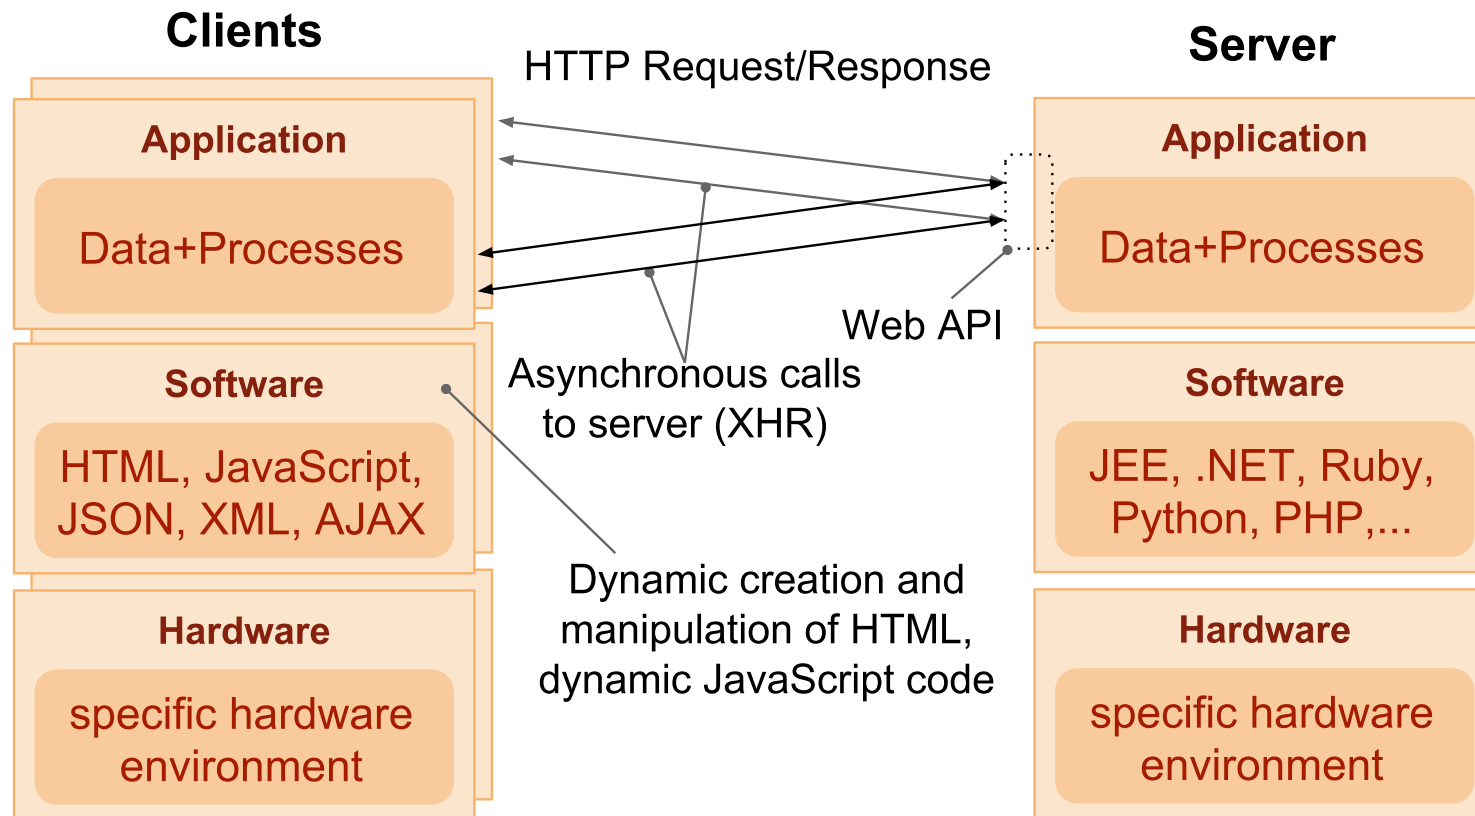 Clients
Application
Data+Processes
Software
HTML, JavaScript,
JSON, XML, AJAX
Hardware
specific hardware
environment
HTTP Request/Response
Web API
Asynchronous calls
to server (XHR)
Dynamic creation and
manipulation of HTML,
dynamic JavaScript code
Server
Application
Data+Processes
Software
JEE, .NET, Ruby,
Python, PHP,...
Hardware
specific hardware
environment